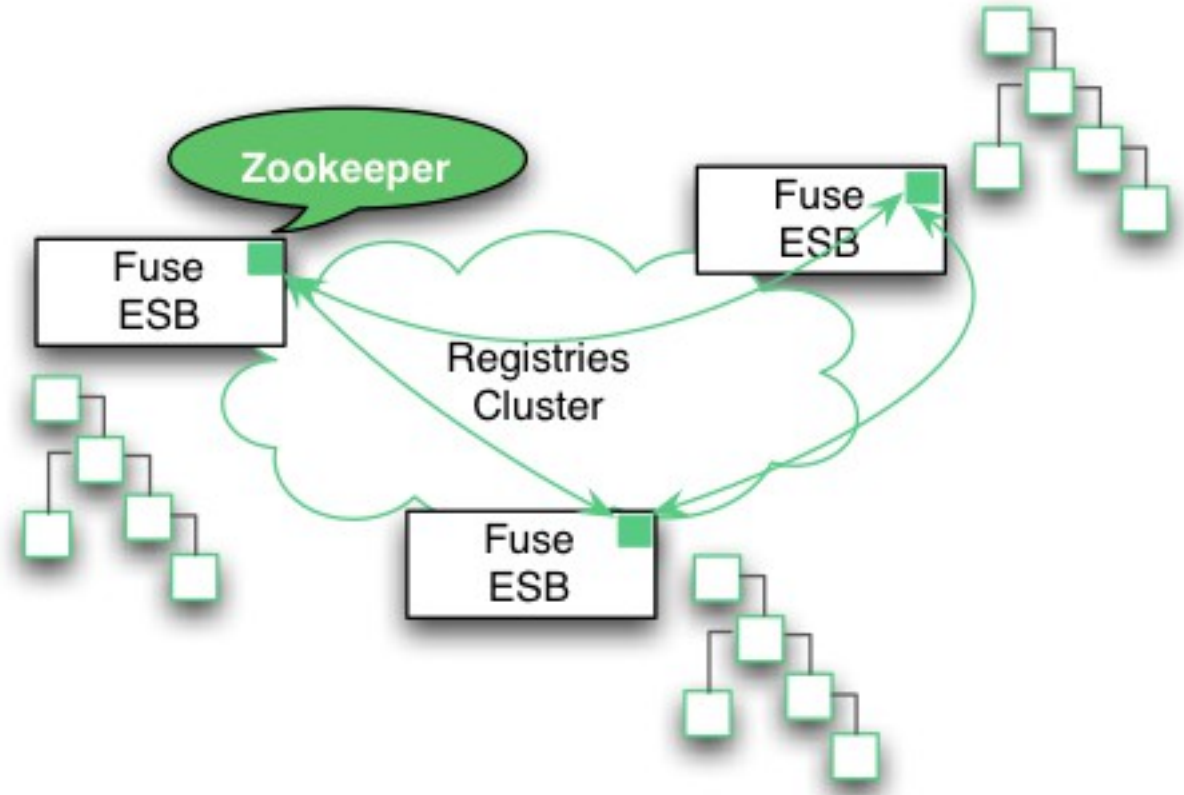 Zookeeper
Fuse
ESB
Fuse
ESB
Registries
Cluster
Fuse
ESB